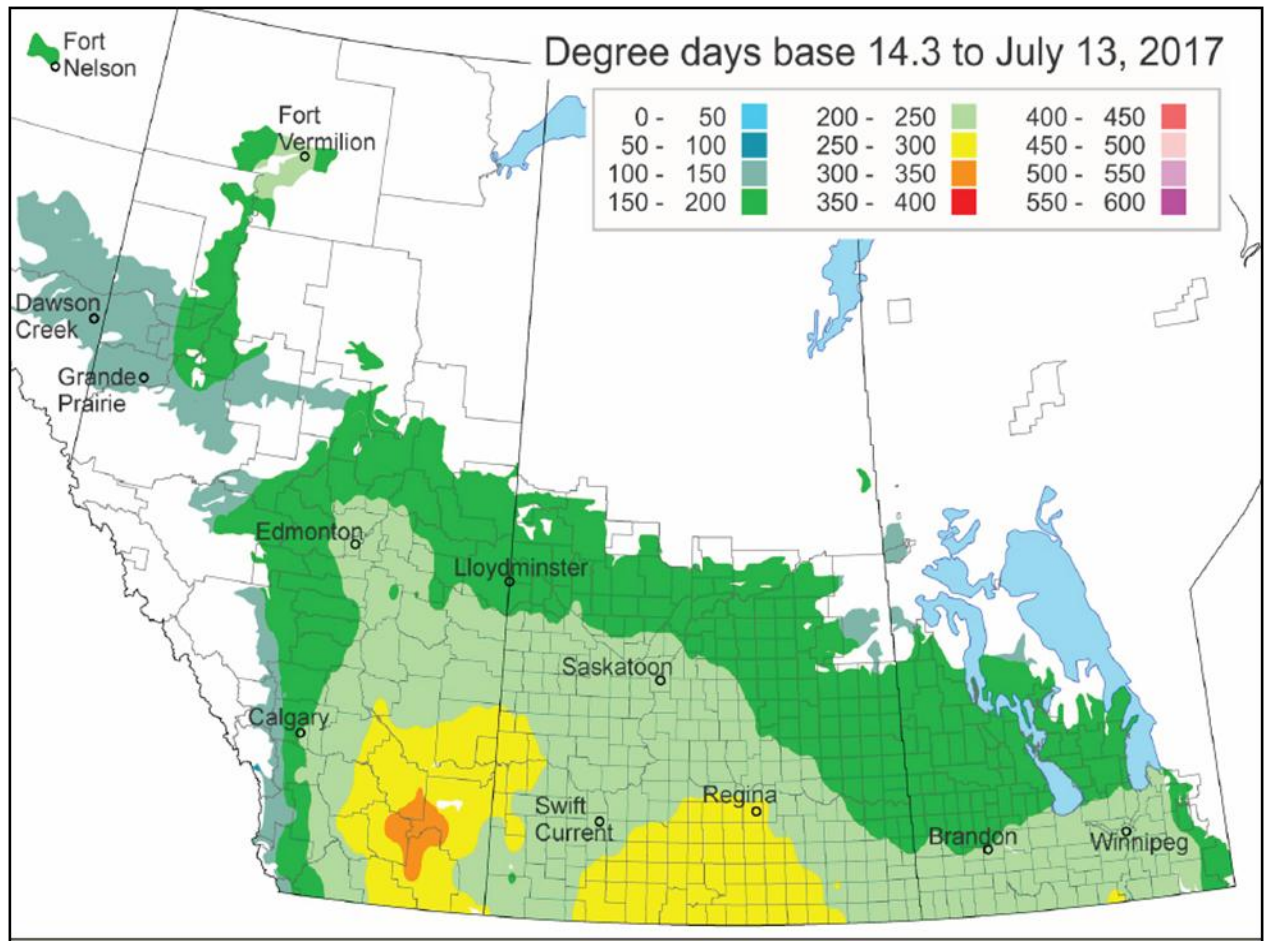 Degree days base 14.3 to July 13, 2017
0 - 50
50 - 100
100 - 150
150 - 200
200 - 250
250 - 300
300 - 350
350 - 400
400 - 450
450 - 500
500 - 550
550 - 600
Fort
Nelson
Fort
Vermilion
Dawson
Creek
Grande
Prairie
Edmonton
Lloydminster
Saskatoon
Calgary
Swift
Current
Regina
Brandon
Winnipeg